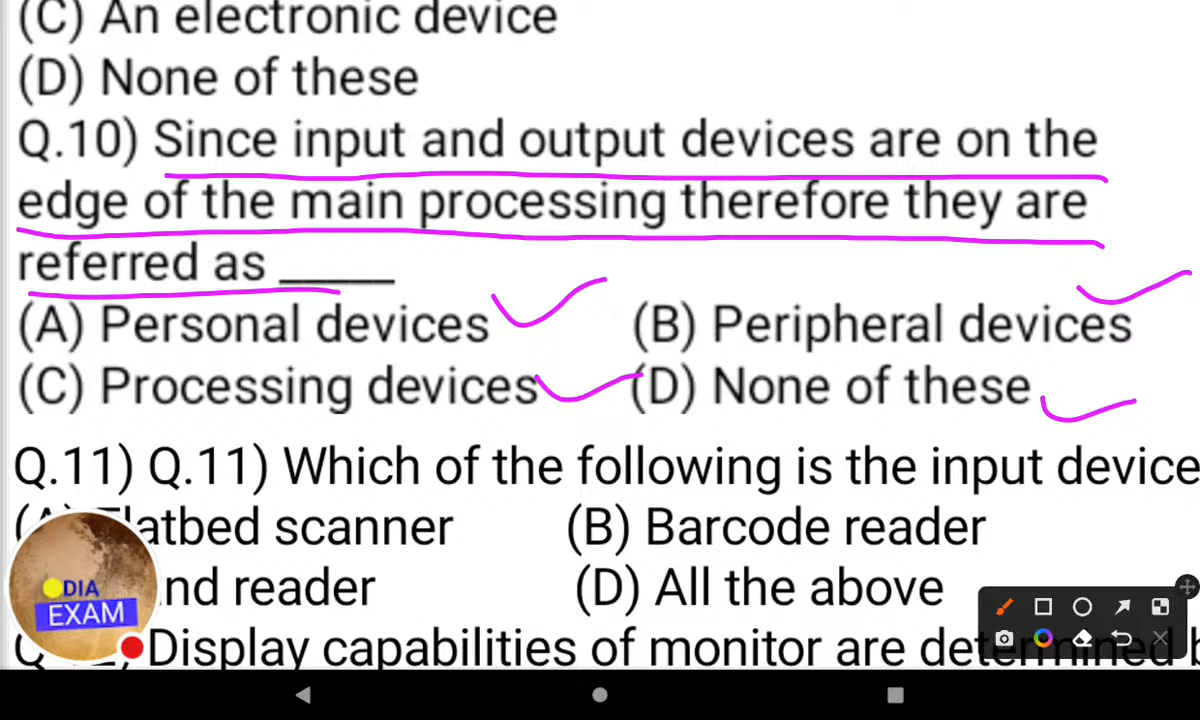 (C) An electronic device
(D) None of these
Q.10) Since input and output devices are on the
edge of the main processing therefore they are
referred as _____
(A) Personal devices (B) Peripheral devices
(C) Processing devices (D) None of these
Q.11) Q.11) Which of the following is the input device
scanner (B) Barcode reader
reader (D) All the above
Display capabilities of monitor are determined
DIA
EXAM